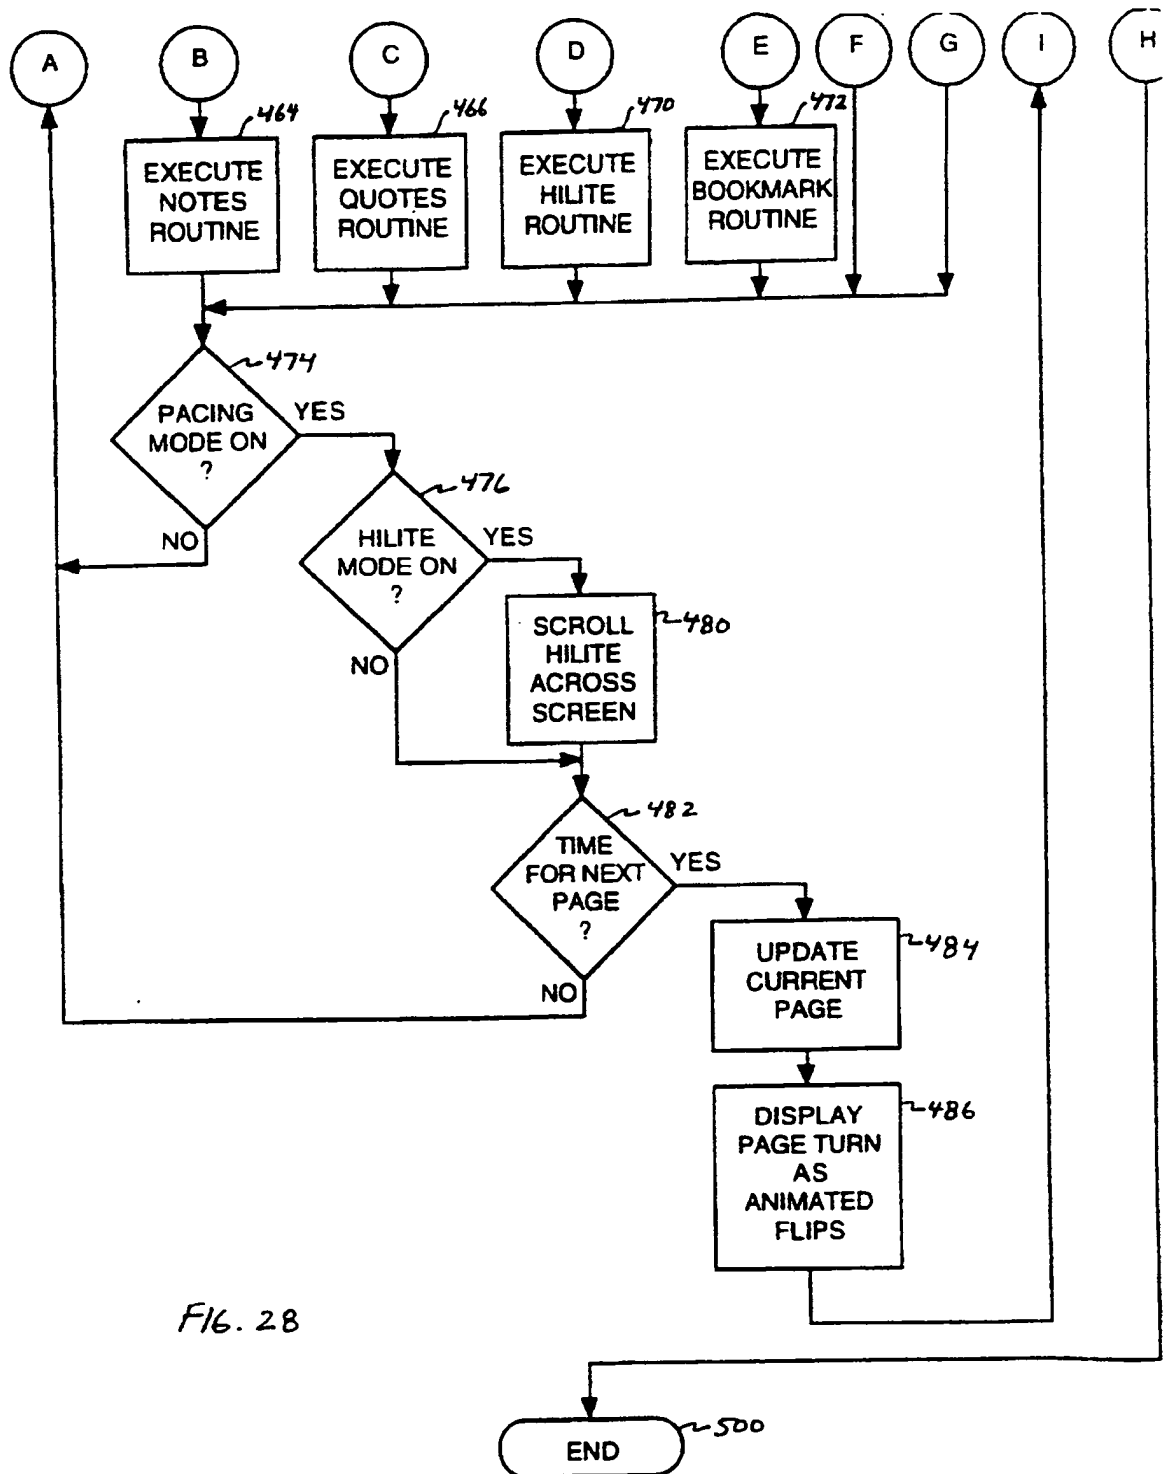 A
B
C
D
E
F
G
I
H
464
466
470
472
EXECUTE
NOTES
ROUTINE
EXECUTE
QUOTES
ROUTINE
EXECUTE
HILITE
ROUTINE
EXECUTE
BOOKMARK
ROUTINE
474
PACING
MODE ON
?
YES
NO
476
HILITE
MODE ON
?
YES
NO
480
SCROLL
HILITE
ACROSS
SCREEN
482
TIME
FOR NEXT
PAGE
?
YES
NO
484
UPDATE
CURRENT
PAGE
486
DISPLAY
PAGE TURN
AS
ANIMATED
FLIPS
FIG. 28
500
END